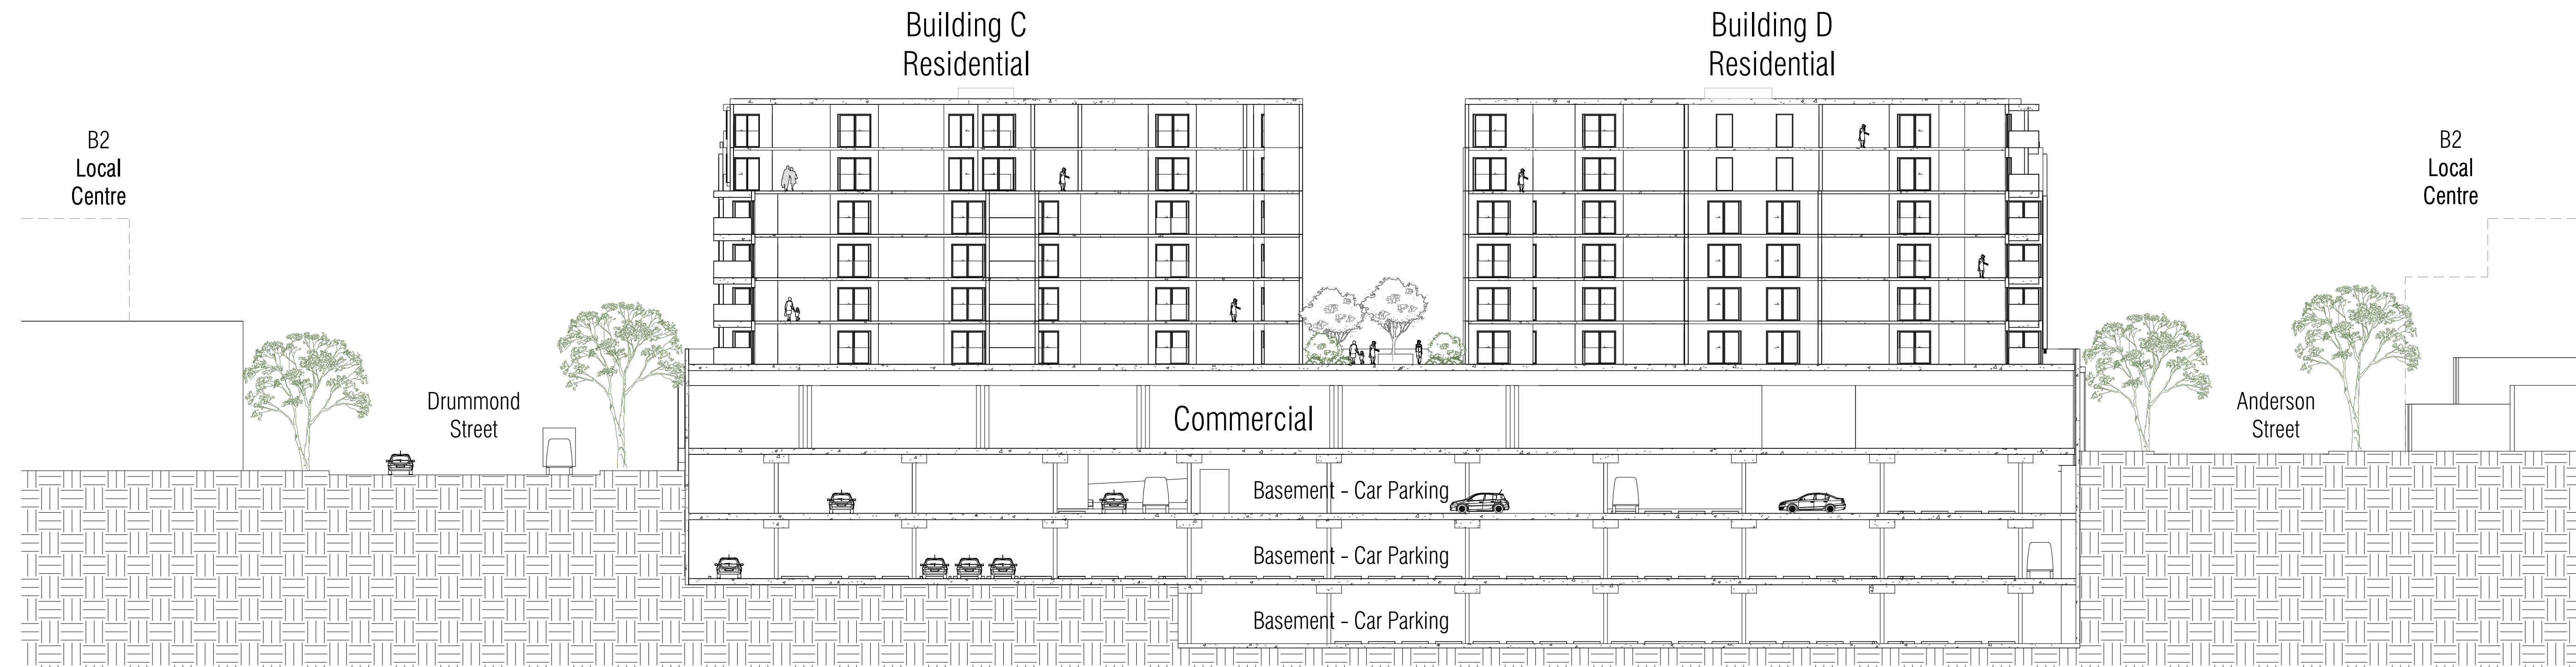 Building C
Residential
Building D
Residential
B2
Local
Centre
B2
Local
Centre
Drummond
Street
Commercial
Anderson
Street
Basement - Car Parking
Basement - Car Parking
Basement - Car Parking